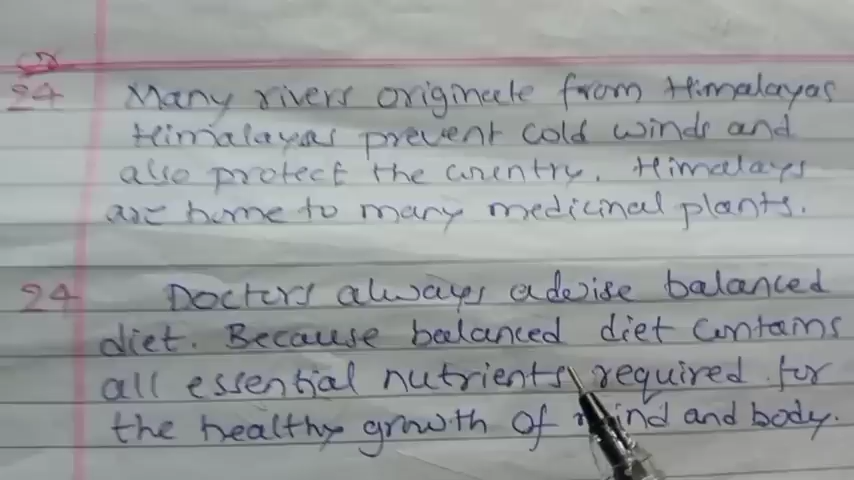 24 Many rivers originate from Himalayas
Himalayas prevent cold winds and
also protect the country. Himalays
are home to many medicinal plants.
24 Doctors always advise balanced
diet. Because balanced diet contains
all essential nutrients required for
the healthy growth of mind and body.